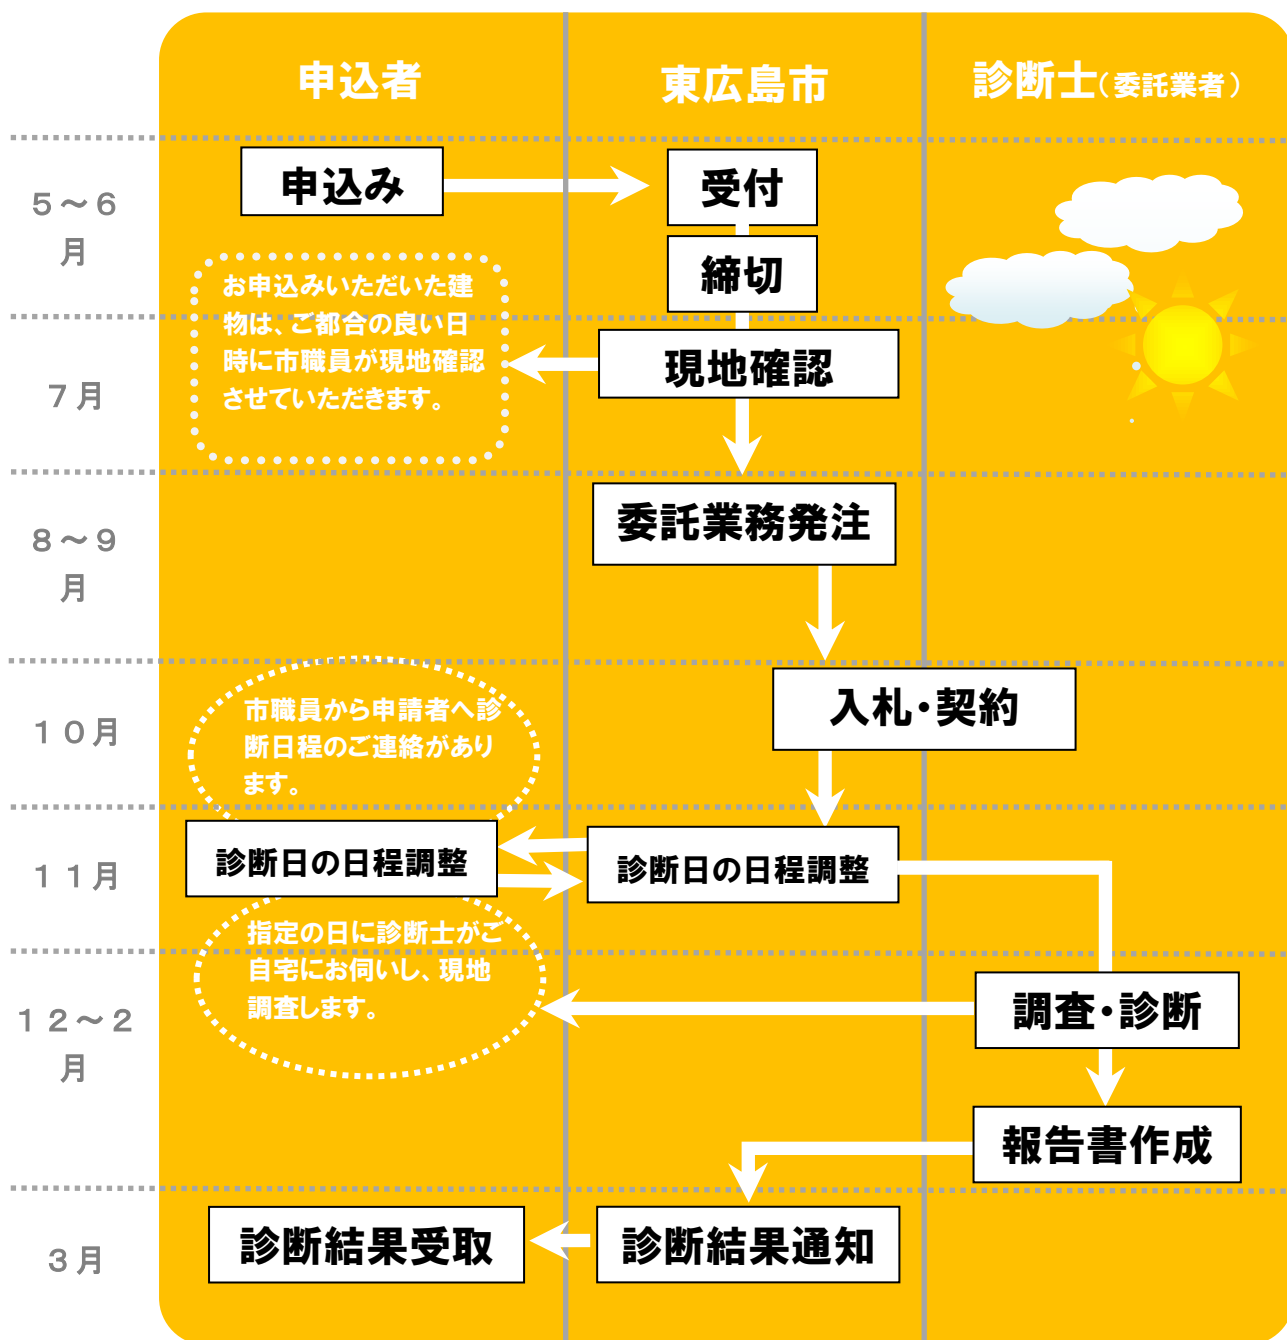 申込者
東広島市
診断士（委託業者）
５～６
月
申込み
受付
締切
お申込みいただいた建
物は、ご都合の良い日
時に市職員が現地確認
させていただきます。
７月
現地確認
８～９
月
委託業務発注
１０月
市職員から申請者へ診
断日程のご連絡があり
ます。
入札・契約
１１月
診断日の日程調整
診断日の日程調整
指定の日に診断士がご
自宅にお伺いし、現地
調査します。
１２～２
月
調査・診断
報告書作成
３月
診断結果受取
診断結果通知